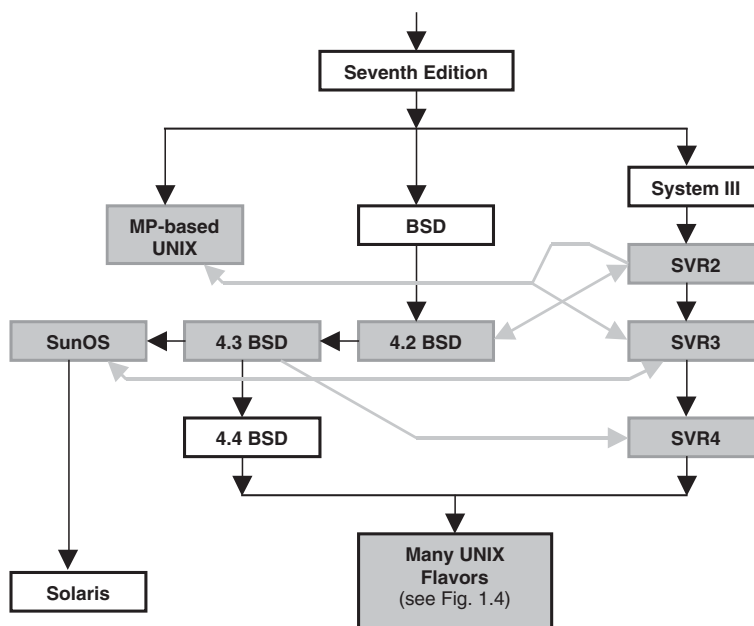 Seventh Edition
System III
MP-based
UNIX
BSD
SVR2
SunOS
4.3 BSD
4.2 BSD
SVR3
4.4 BSD
SVR4
Many UNIX
Flavors
(see Fig. 1.4)
Solaris